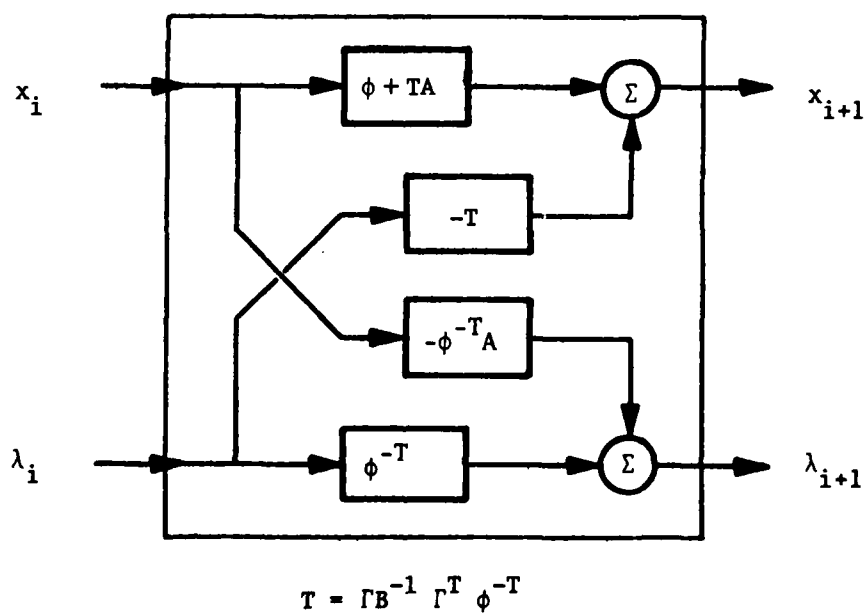 x_i
ϕ + TA
Σ
x_{i+1}
-T
-ϕ^{-T}A
λ_i
ϕ^{-T}
Σ
λ_{i+1}
T = ΓB^{-1} Γ^T ϕ^{-T}